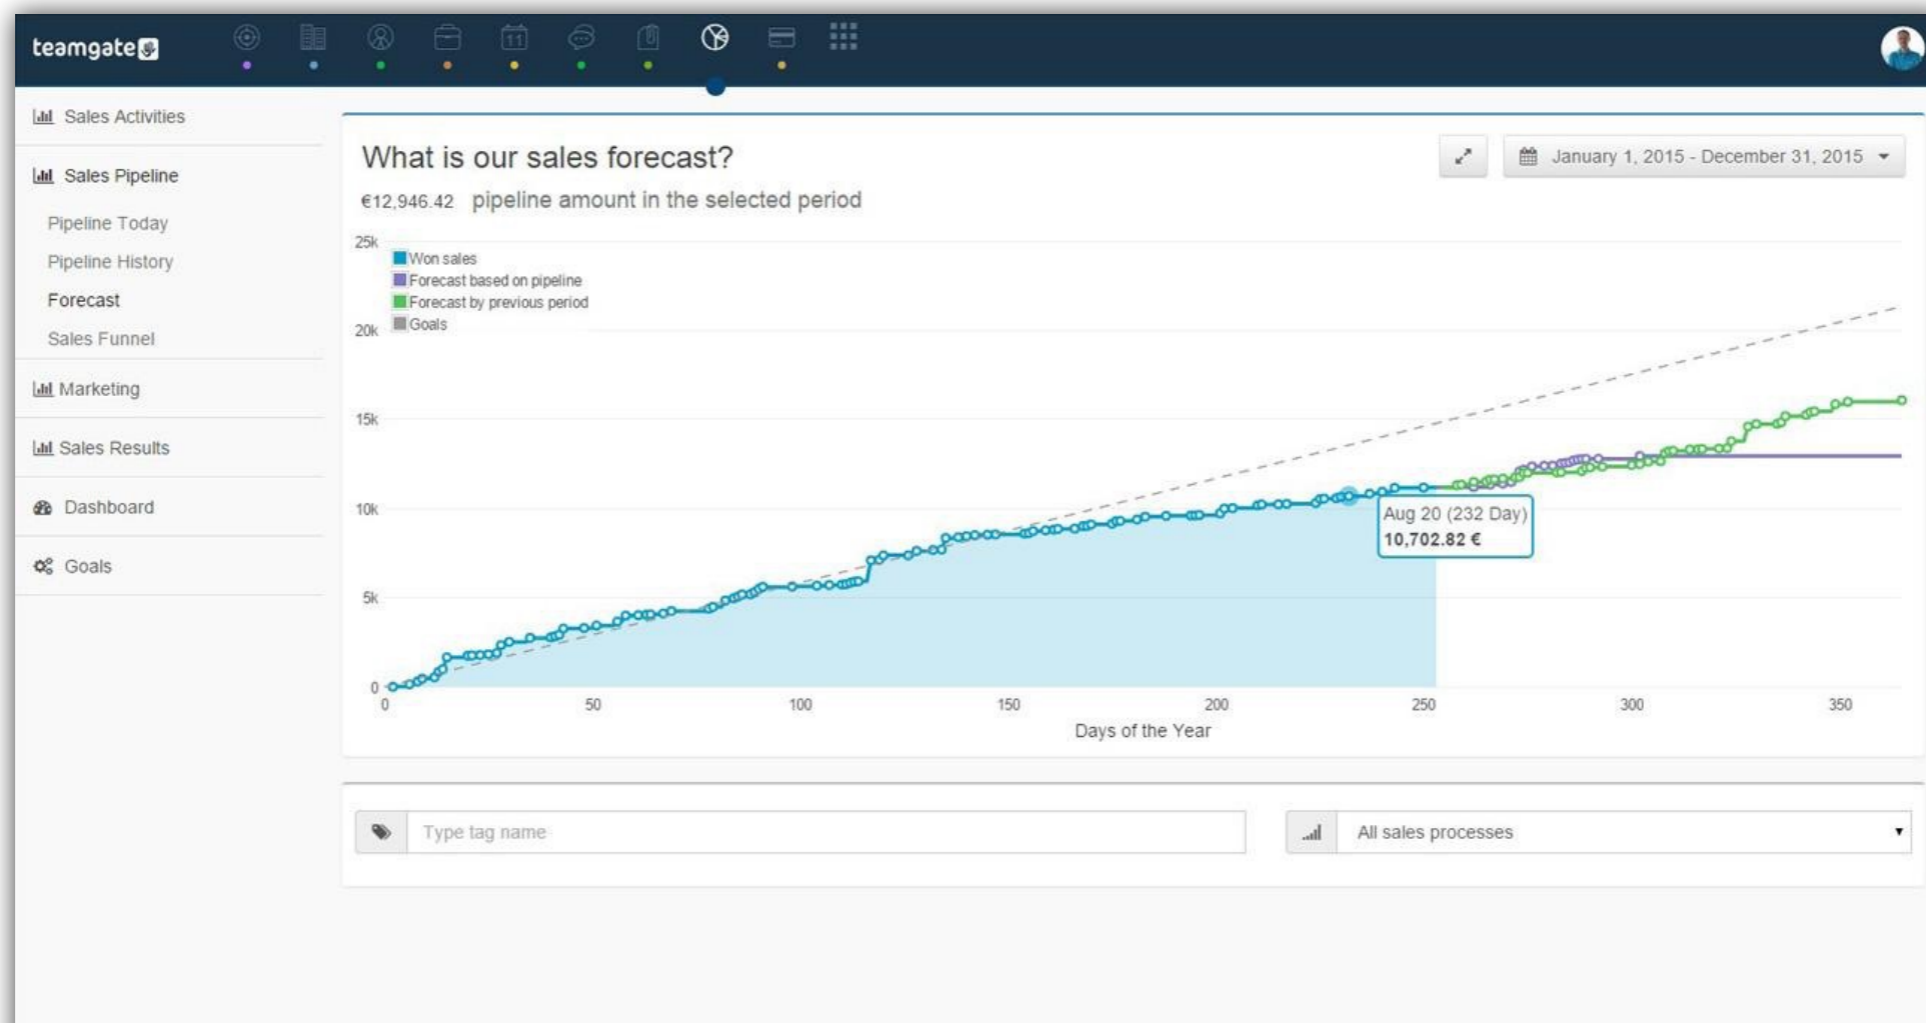 teamgate
11
Sales Activities
Sales Pipeline
Pipeline Today
Pipeline History
Forecast
Sales Funnel
Marketing
Sales Results
Dashboard
Goals
What is our sales forecast?
January 1, 2015 - December 31, 2015
€12,946.42 pipeline amount in the selected period
25k
20k
15k
10k
5k
0
Won sales
Forecast based on pipeline
Forecast by previous period
Goals
Aug 20 (232 Day)
10,702.82 €
0 50 100 150 200 250 300 350
Days of the Year
Type tag name
All sales processes